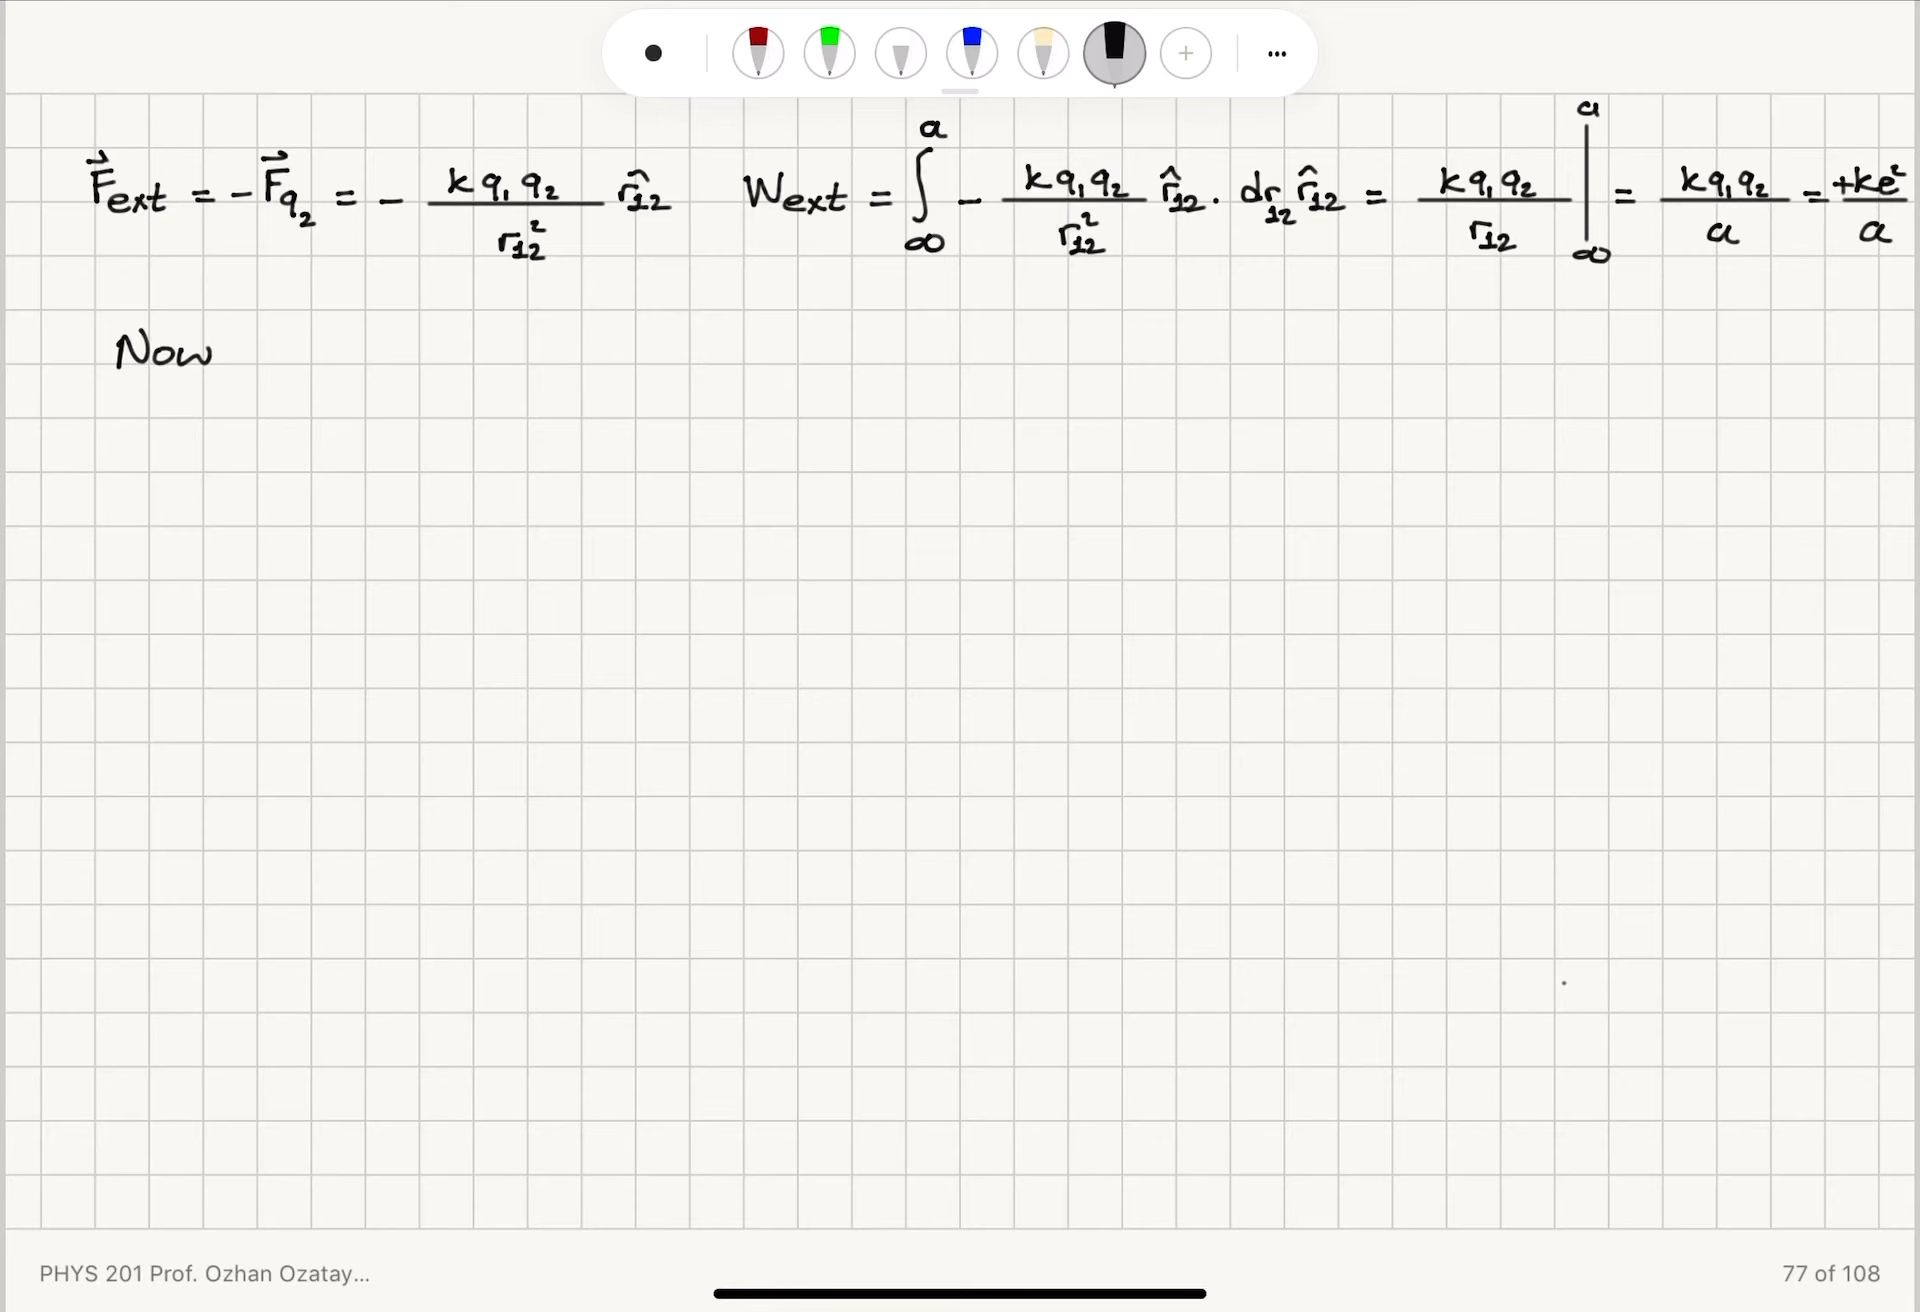 F⃗ext = - F⃗q₂ = - kq₁q₂/r₁₂² r̂₁₂   Wext = ∫_∞^a - kq₁q₂/r₁₂² r̂₁₂ · dr₁₂ r̂₁₂ = kq₁q₂/r₁₂ |_∞^a = kq₁q₂/a = +ke²/a
Now
PHYS 201 Prof. Ozhan Ozatay...
77 of 108